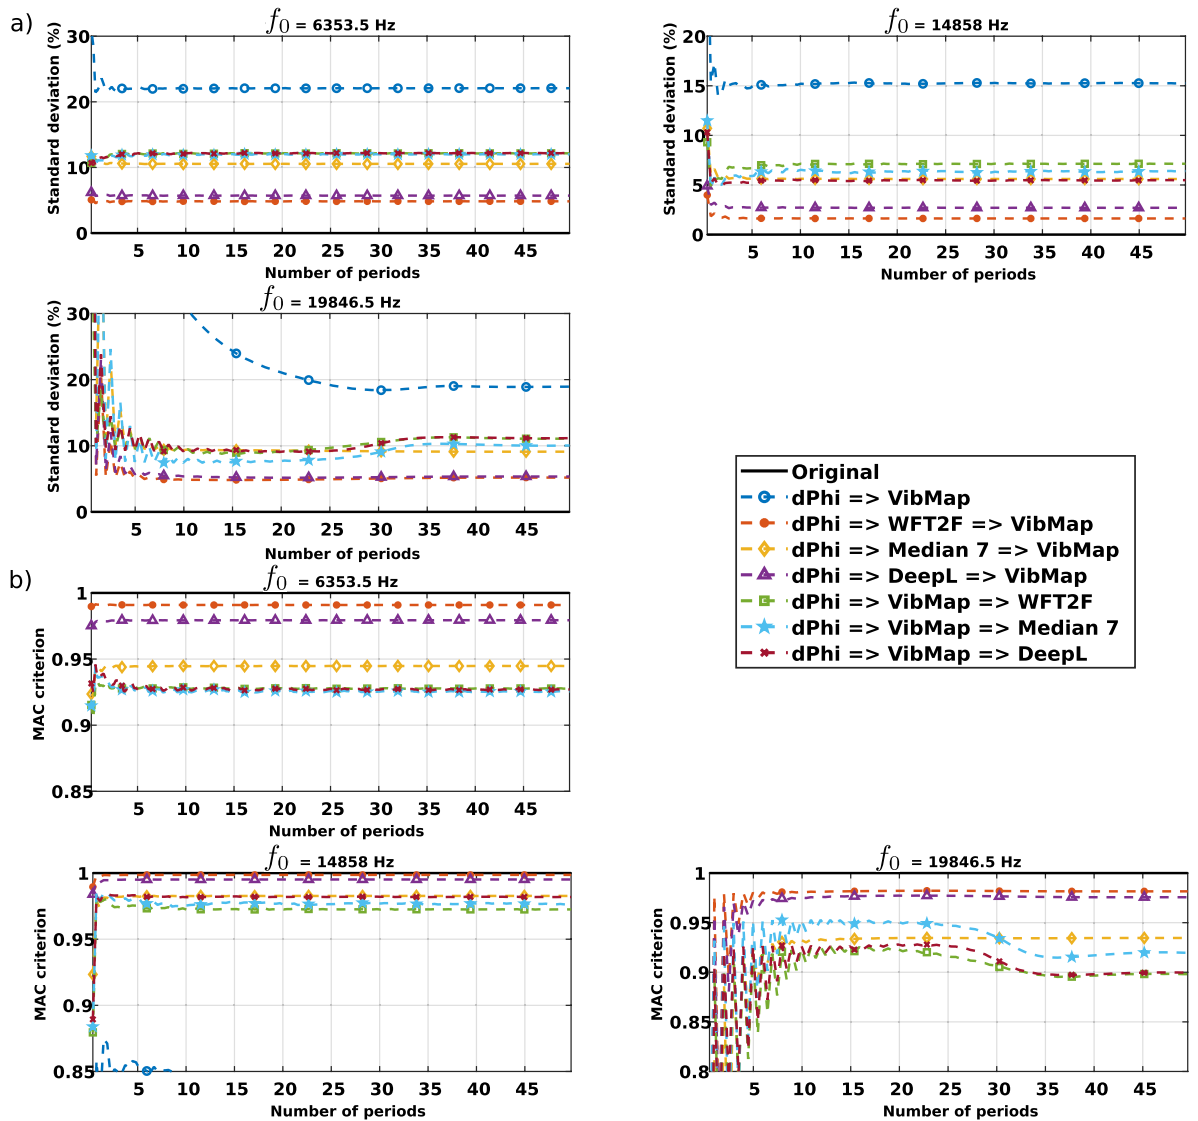 a)
f0 = 6353.5 Hz
Standard deviation (%)
30
20
10
0
5 10 15 20 25 30 35 40 45
Number of periods
f0 = 14858 Hz
Standard deviation (%)
20
15
10
5
0
5 10 15 20 25 30 35 40 45
Number of periods
f0 = 19846.5 Hz
Standard deviation (%)
30
20
10
0
5 10 15 20 25 30 35 40 45
Number of periods
Original
dPhi => VibMap
dPhi => WFT2F => VibMap
dPhi => Median 7 => VibMap
dPhi => DeepL => VibMap
dPhi => VibMap => WFT2F
dPhi => VibMap => Median 7
dPhi => VibMap => DeepL
b)
f0 = 6353.5 Hz
MAC criterion
1
0.95
0.9
0.85
5 10 15 20 25 30 35 40 45
Number of periods
f0 = 14858 Hz
MAC criterion
1
0.95
0.9
0.85
5 10 15 20 25 30 35 40 45
Number of periods
f0 = 19846.5 Hz
MAC criterion
1
0.95
0.9
0.85
0.8
5 10 15 20 25 30 35 40 45
Number of periods